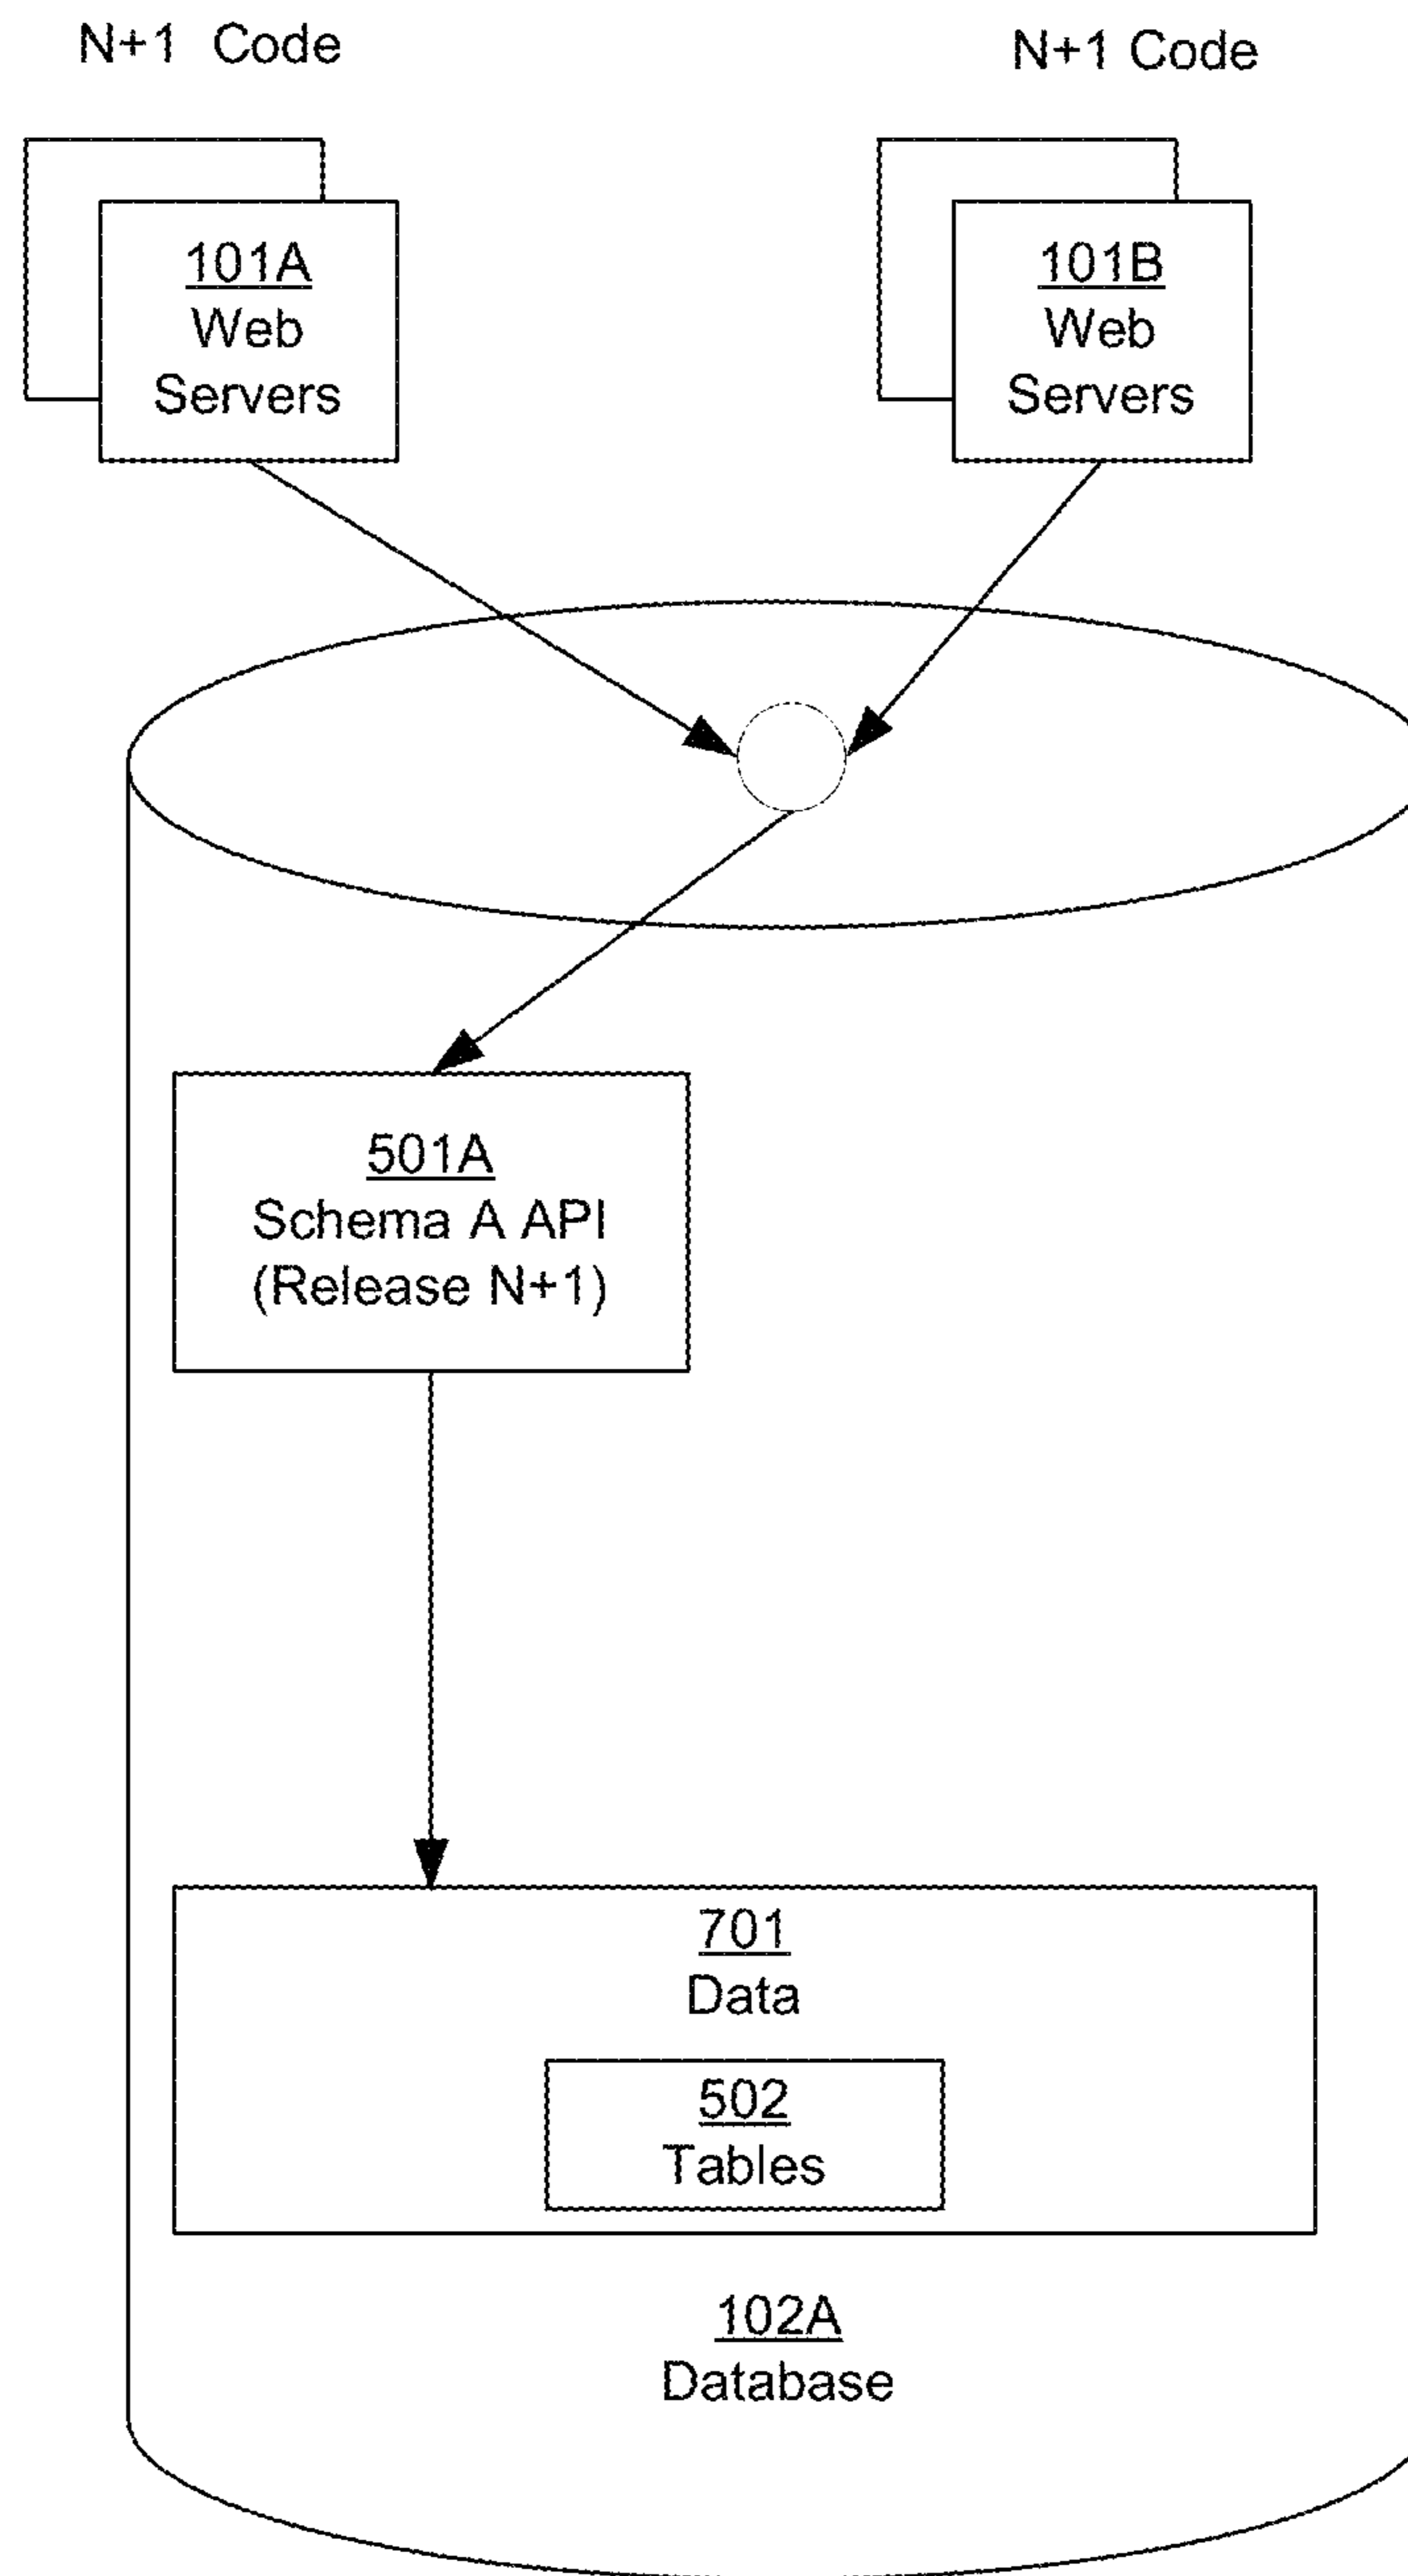 N+1  Code
N+1 Code
101A
Web
Servers
101B
Web
Servers
501A
Schema A API
(Release N+1)
701
Data
502
Tables
102A
Database